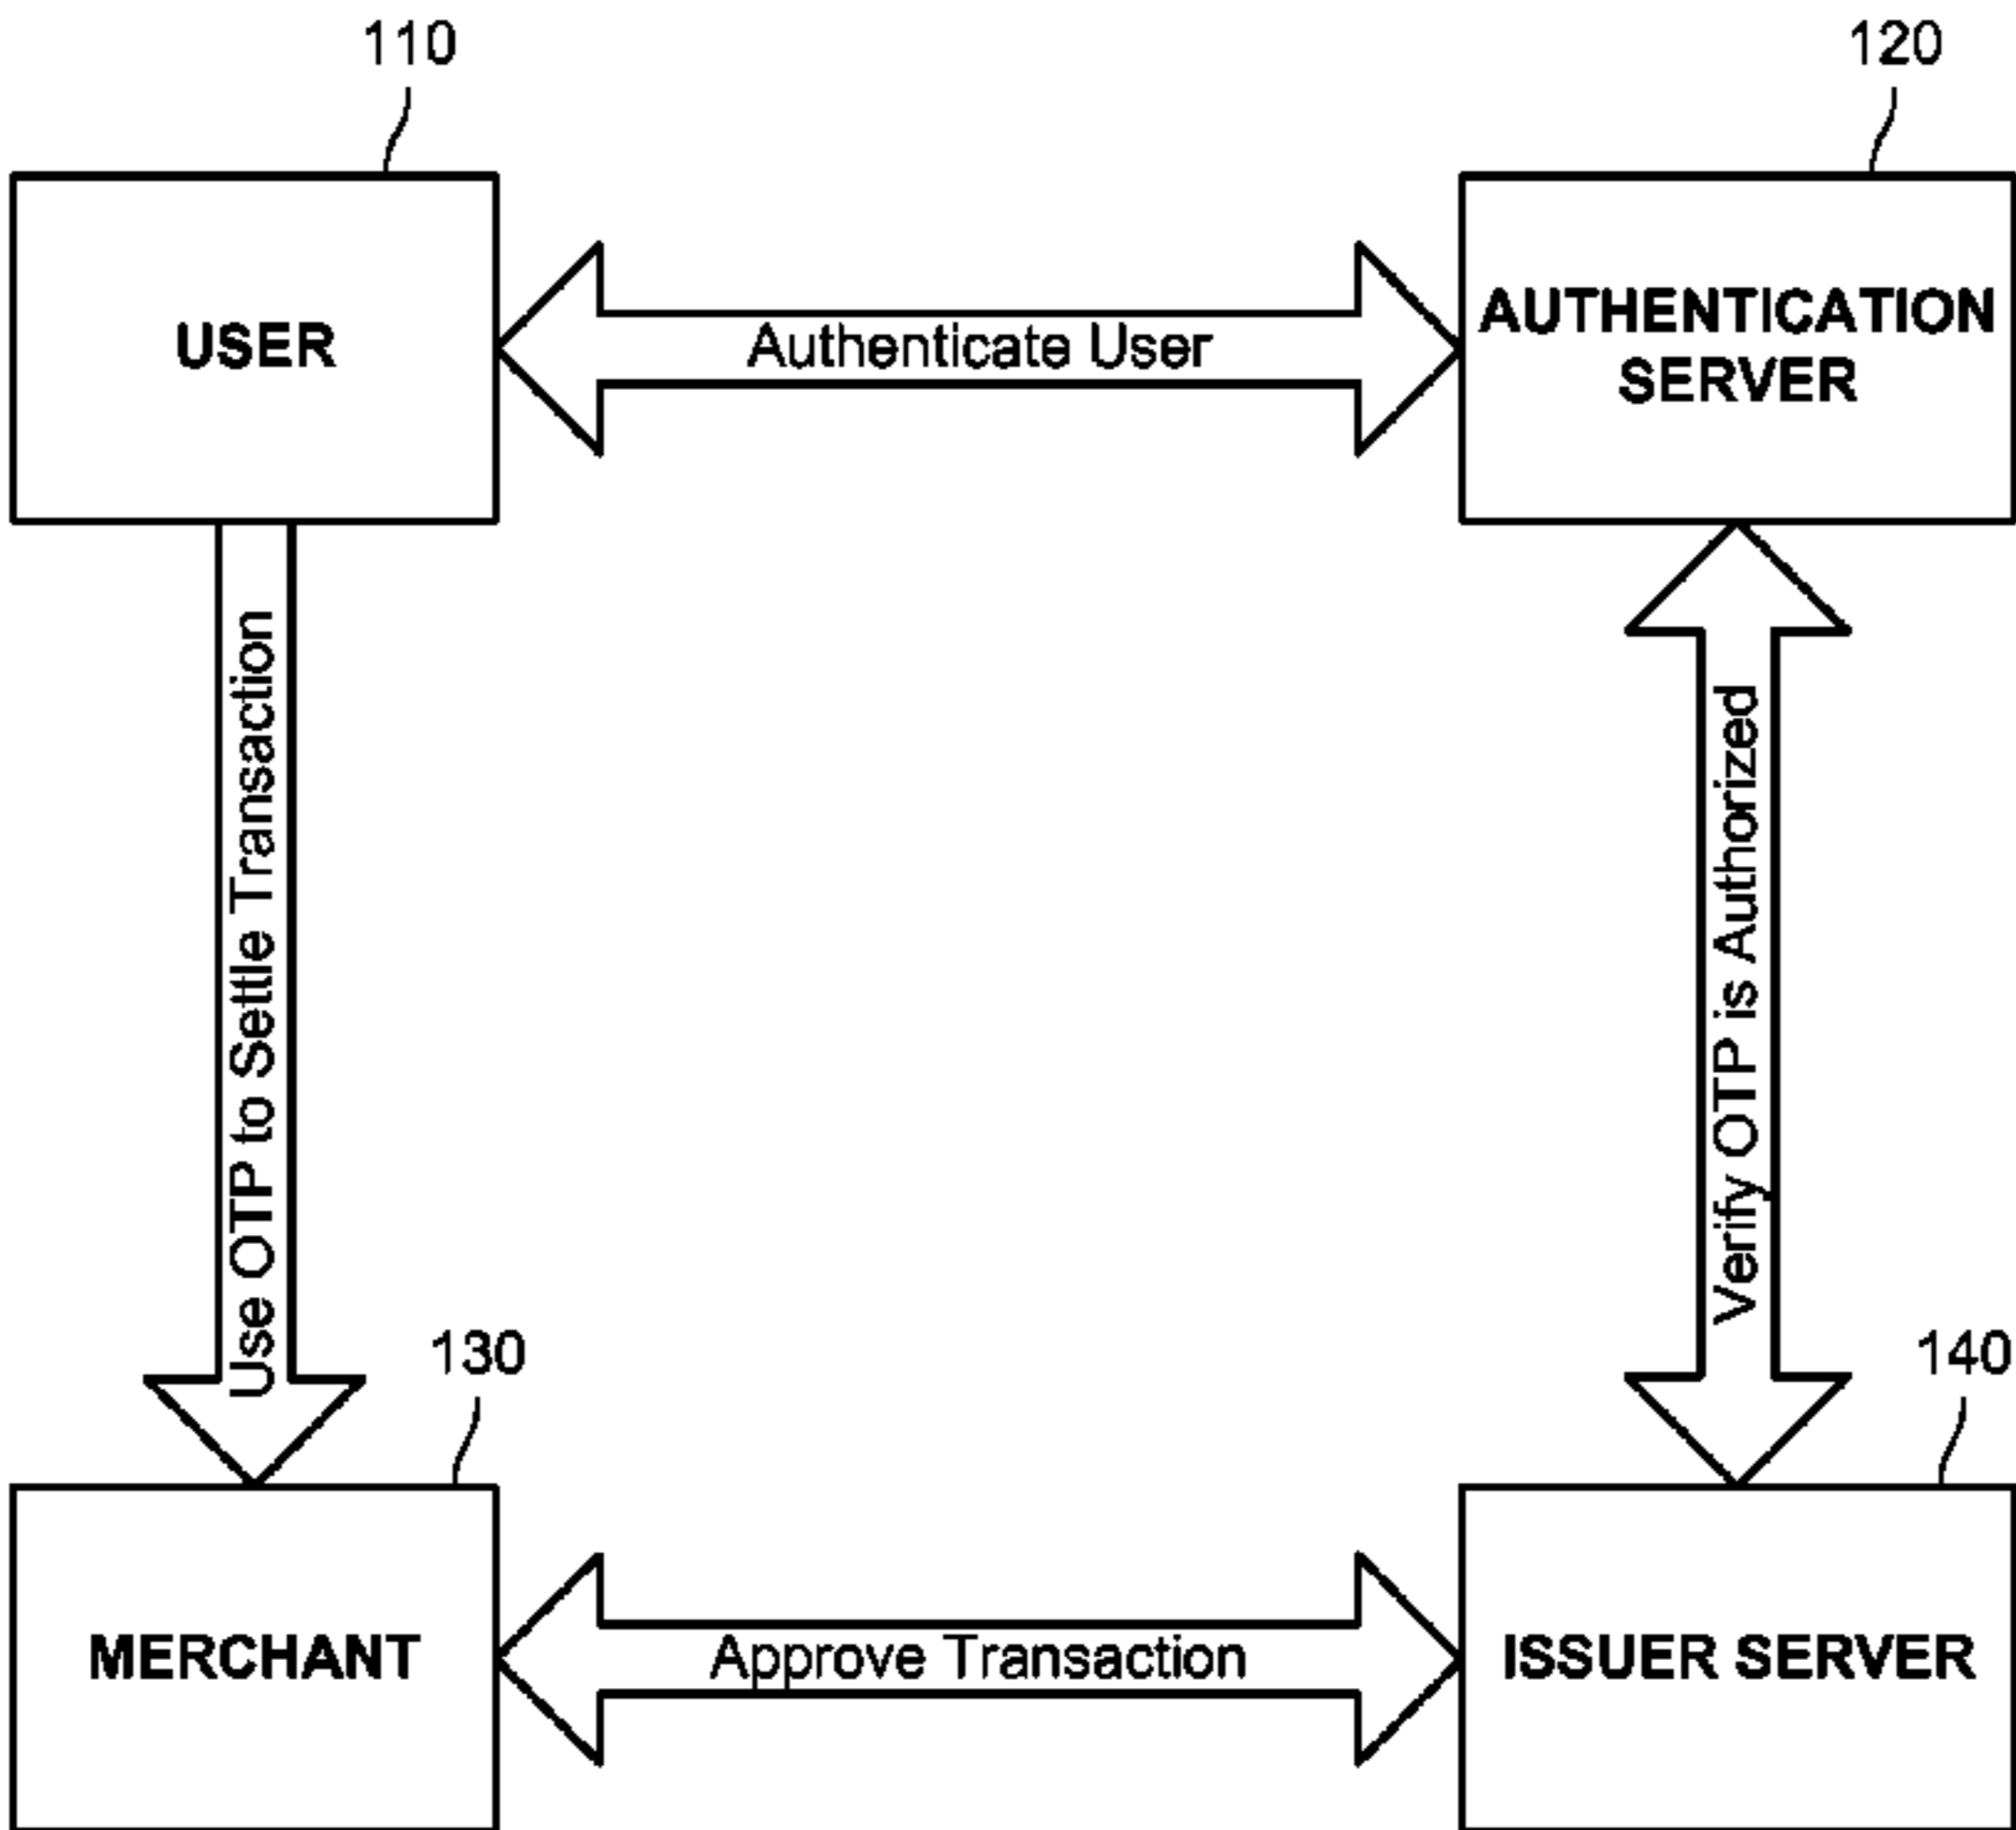 110
120
USER
Authenticate User
AUTHENTICATION
SERVER
Use OTP to Settle Transaction
Verify OTP is Authorized
130
140
MERCHANT
Approve Transaction
ISSUER SERVER